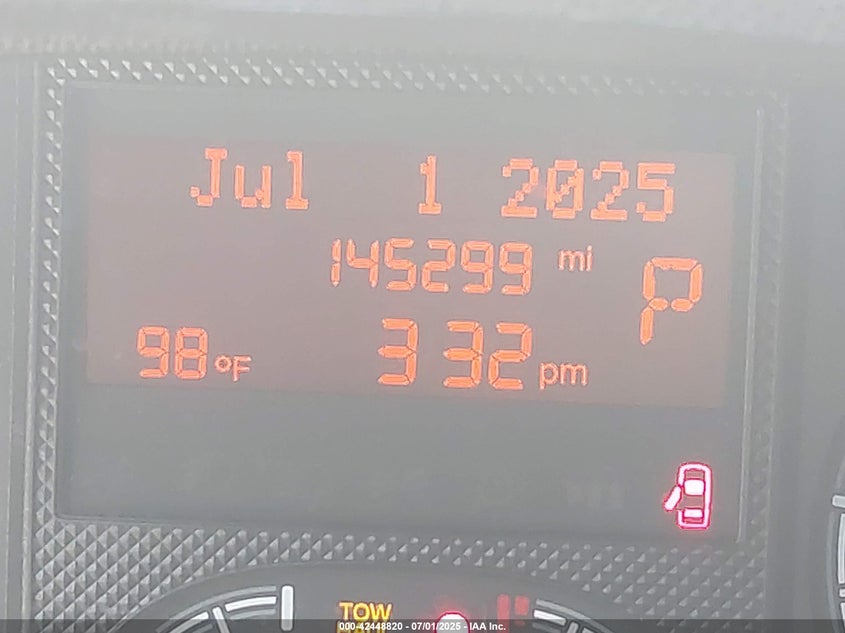 Jul 1 2025
145299 mi
P
98 °F 3 32 pm
TOW
000-42448820 - 07/01/2025 - IAA Inc.